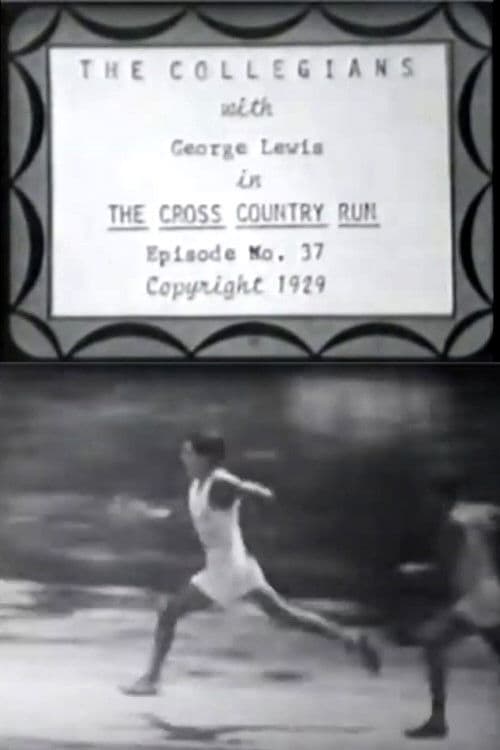 THE COLLEGIANS
with
George Lewis
in
THE CROSS COUNTRY RUN
Episode No. 37
Copyright 1929